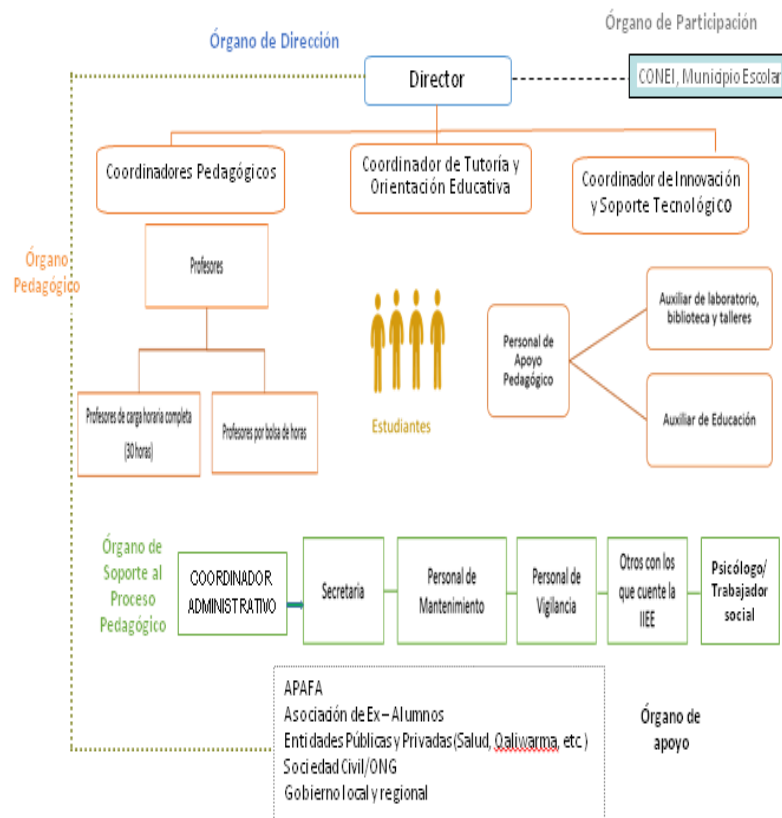 Órgano de Participación
Órgano de Dirección
Director
CONEI, Municipio Escolar
Coordinadores Pedagógicos
Coordinador de Tutoría y
Orientación Educativa
Coordinador de Innovación
y Soporte Tecnológico
Órgano
Pedagógico
Profesores
Profesores de carga horaria completa
(30 horas)
Profesores por bolsa de horas
Estudiantes
Personal de
Apoyo
Pedagógico
Auxiliar de laboratorio,
biblioteca y talleres
Auxiliar de Educación
Órgano de
Soporte al
Proceso
Pedagógico
COORDINADOR
ADMINISTRATIVO
Secretaria
Personal de
Mantenimiento
Personal de
Vigilancia
Otros con los
que cuente la
IIEE
Psicólogo/
Trabajador
social
APAFA
Asociación de Ex – Alumnos
Entidades Públicas y Privadas (Salud, Qaliwarma, etc.)
Sociedad Civil/ONG
Gobierno local y regional
Órgano de
apoyo